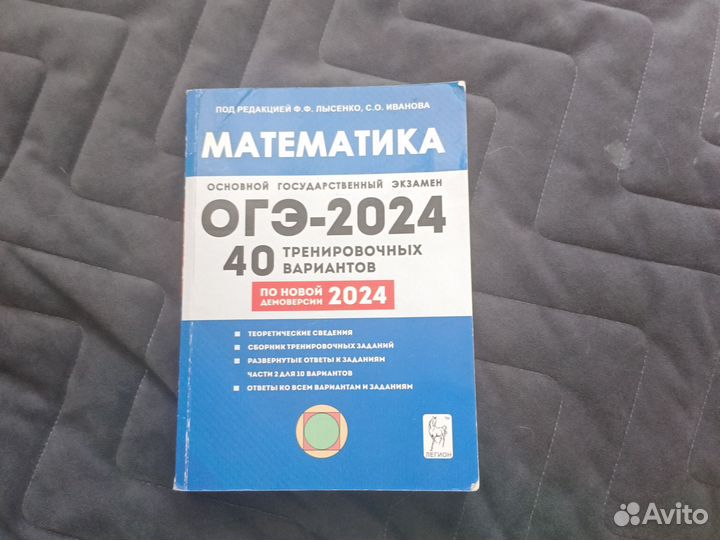 ПОД РЕДАКЦИЕЙ Ф.Ф. ЛЫСЕНКО, С.О. ИВАНОВА
МАТЕМАТИКА
ОСНОВНОЙ ГОСУДАРСТВЕННЫЙ ЭКЗАМЕН
ОГЭ-2024
40 ТРЕНИРОВОЧНЫХ
ВАРИАНТОВ
ПО НОВОЙ
ДЕМОВЕРСИИ 2024
ТЕОРЕТИЧЕСКИЕ СВЕДЕНИЯ
СБОРНИК ТРЕНИРОВОЧНЫХ ЗАДАНИЙ
РАЗВЕРНУТЫЕ ОТВЕТЫ К ЗАДАНИЯМ
ЧАСТИ 2 ДЛЯ 10 ВАРИАНТОВ
ОТВЕТЫ КО ВСЕМ ВАРИАНТАМ И ЗАДАНИЯМ
ЛЕГИОН
Avito